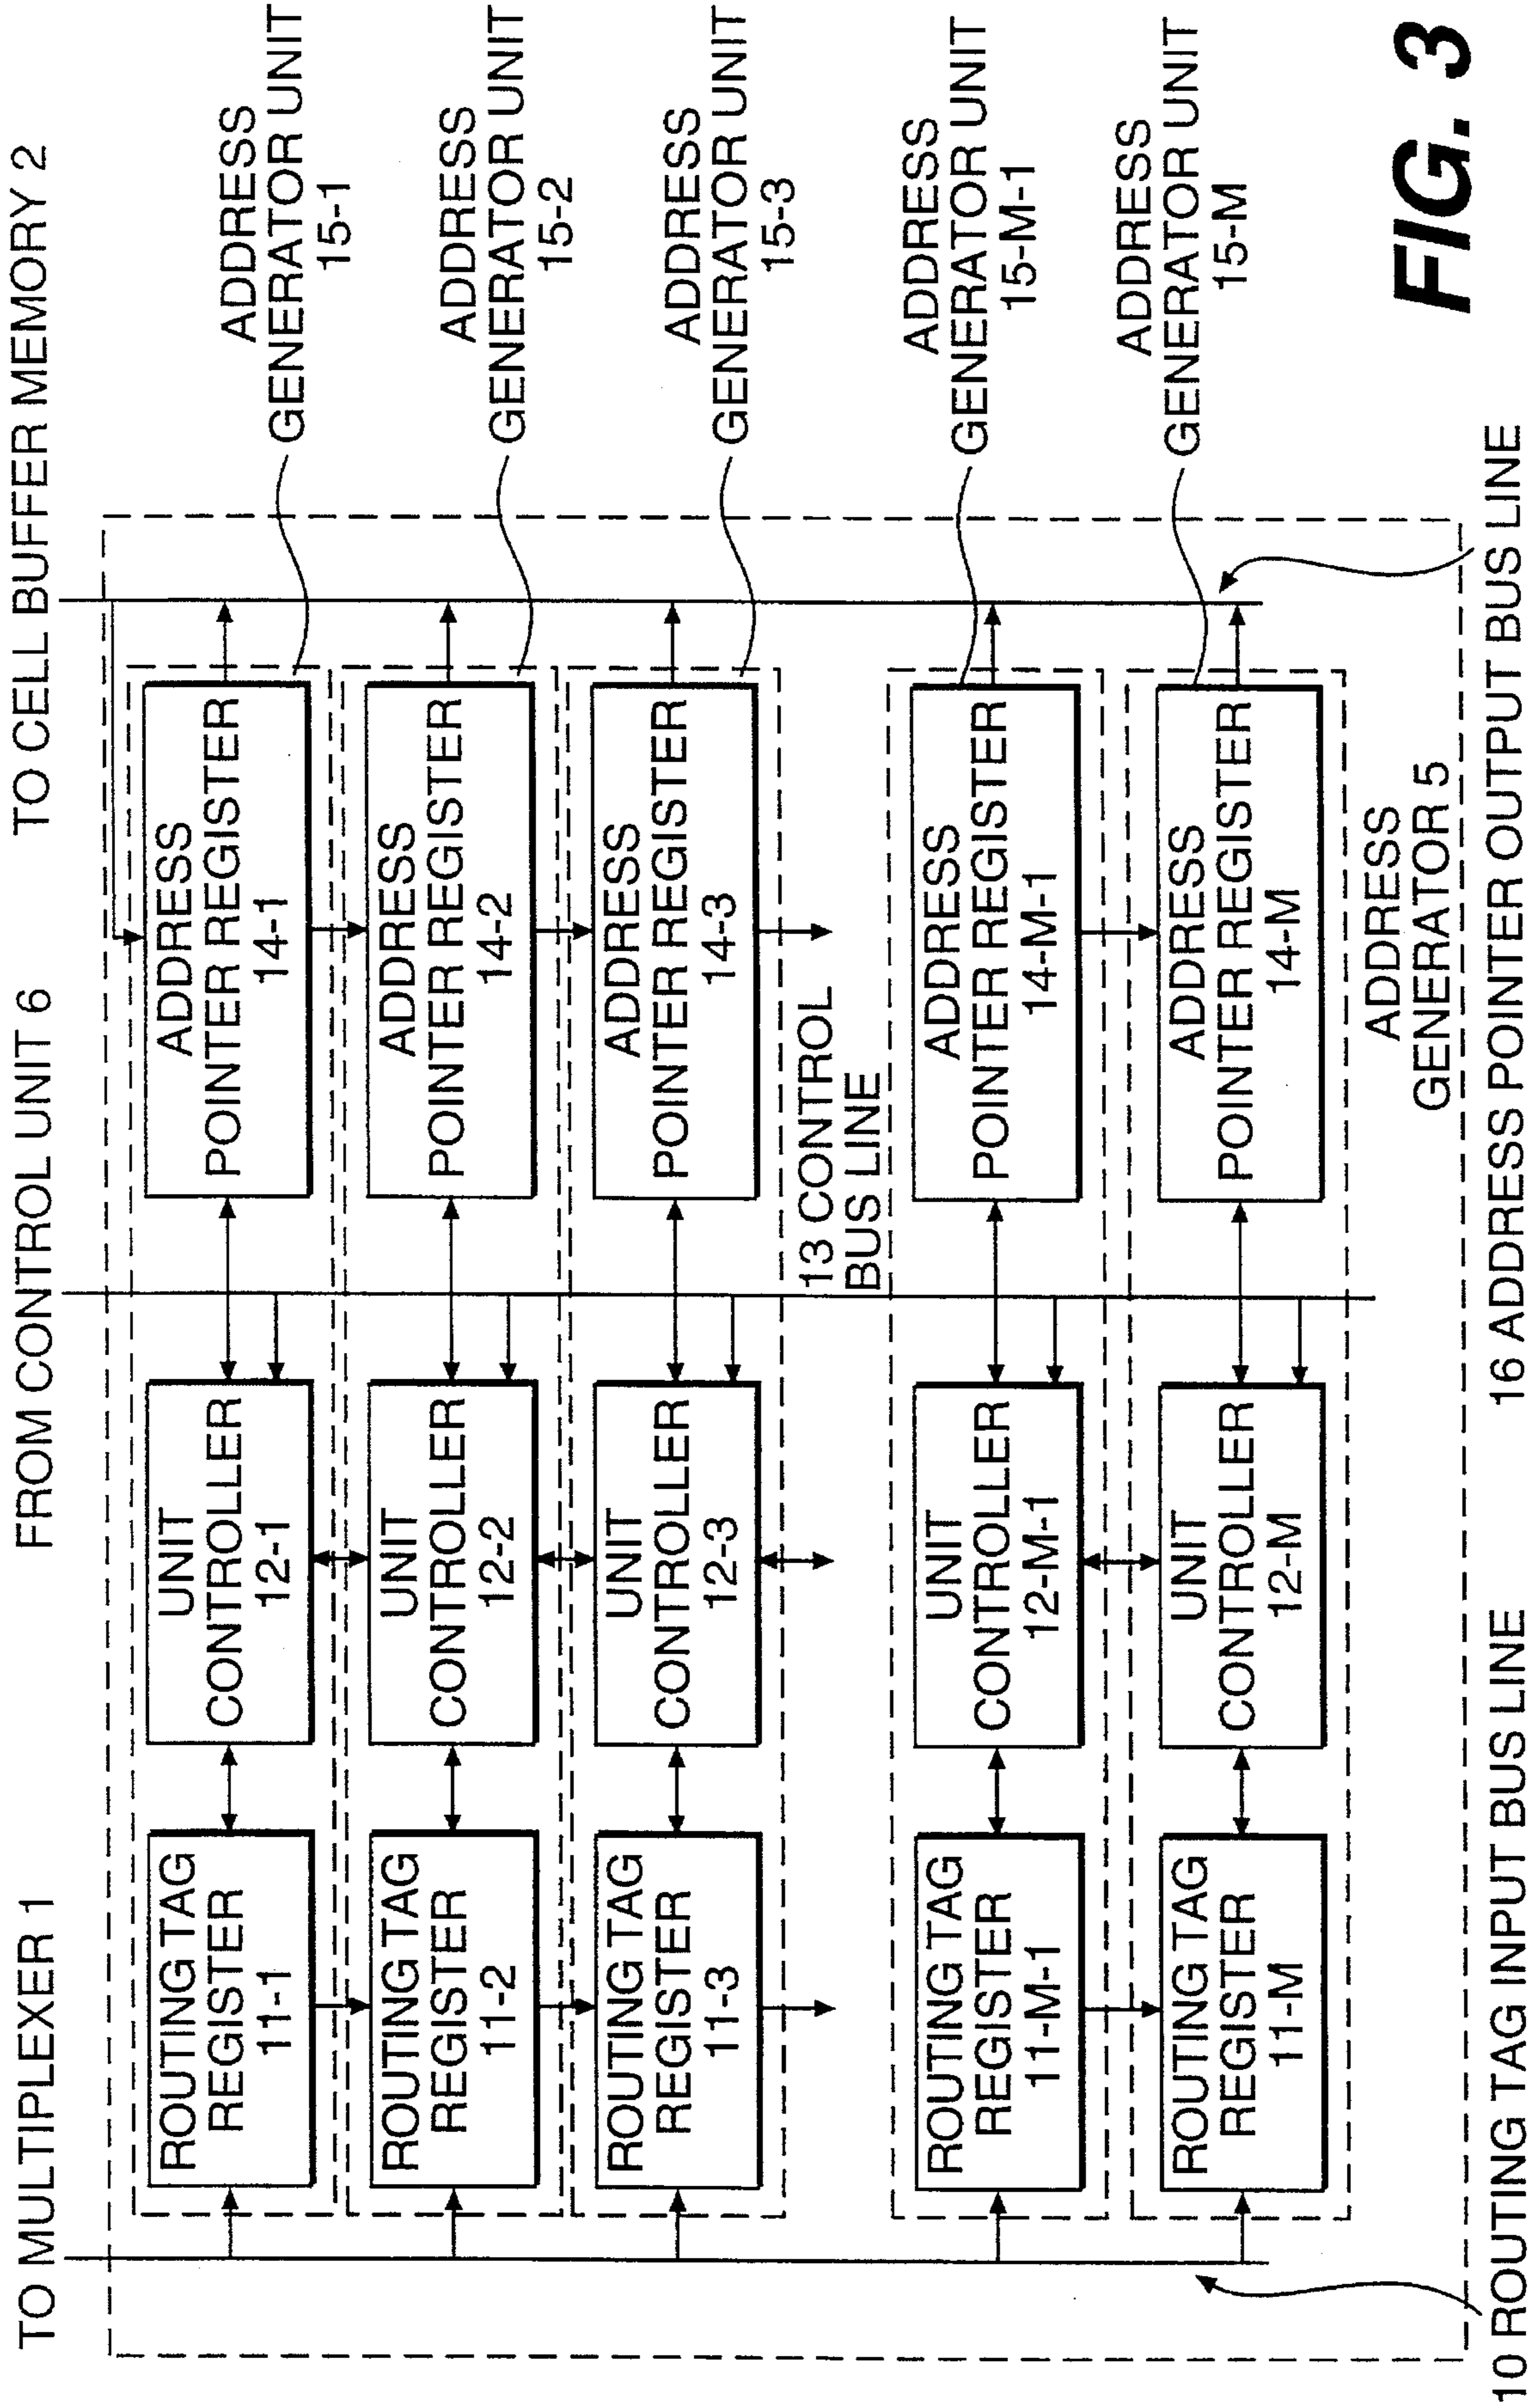 TO MULTIPLEXER 1
FROM CONTROL UNIT 6
TO CELL BUFFER MEMORY 2
ROUTING TAG
REGISTER
11-1
UNIT
CONTROLLER
12-1
ADDRESS
POINTER REGISTER
14-1
ADDRESS
GENERATOR UNIT
15-1
ROUTING TAG
REGISTER
11-2
UNIT
CONTROLLER
12-2
ADDRESS
POINTER REGISTER
14-2
ADDRESS
GENERATOR UNIT
15-2
ROUTING TAG
REGISTER
11-3
UNIT
CONTROLLER
12-3
ADDRESS
POINTER REGISTER
14-3
ADDRESS
GENERATOR UNIT
15-3
13 CONTROL
BUS LINE
ROUTING TAG
REGISTER
11-M-1
UNIT
CONTROLLER
12-M-1
ADDRESS
POINTER REGISTER
14-M-1
ADDRESS
GENERATOR UNIT
15-M-1
ROUTING TAG
REGISTER
11-M
UNIT
CONTROLLER
12-M
ADDRESS
POINTER REGISTER
14-M
ADDRESS
GENERATOR UNIT
15-M
ADDRESS
GENERATOR 5
10 ROUTING TAG INPUT BUS LINE
16 ADDRESS POINTER OUTPUT BUS LINE
FIG. 3